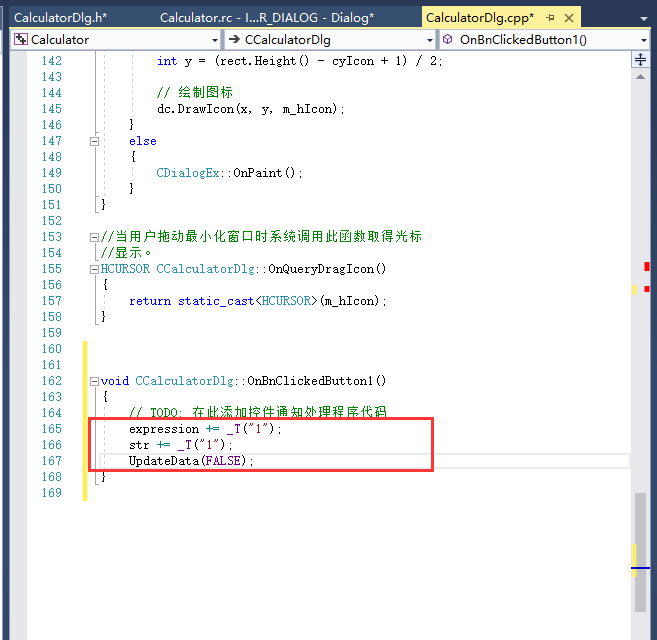 CalculatorDlg.h*
Calculator.rc - I...R_DIALOG - Dialog*
CalculatorDlg.cpp*
Calculator
CCalculatorDlg
OnBnClickedButton1()
142 int y = (rect.Height() - cyIcon + 1) / 2;
143
144 // 绘制图标
145 dc.DrawIcon(x, y, m_hIcon);
146 }
147 else
148 {
149 CDialogEx::OnPaint();
150 }
151 }
152
153 //当用户拖动最小化窗口时系统调用此函数取得光标
154 //显示。
155 HCURSOR CCalculatorDlg::OnQueryDragIcon()
156 {
157 return static_cast<HCURSOR>(m_hIcon);
158 }
159
160
161
162 void CCalculatorDlg::OnBnClickedButton1()
163 {
164 // TODO: 在此添加控件通知处理程序代码
165 expression += _T("1");
166 str += _T("1");
167 UpdateData(FALSE);
168 }
169